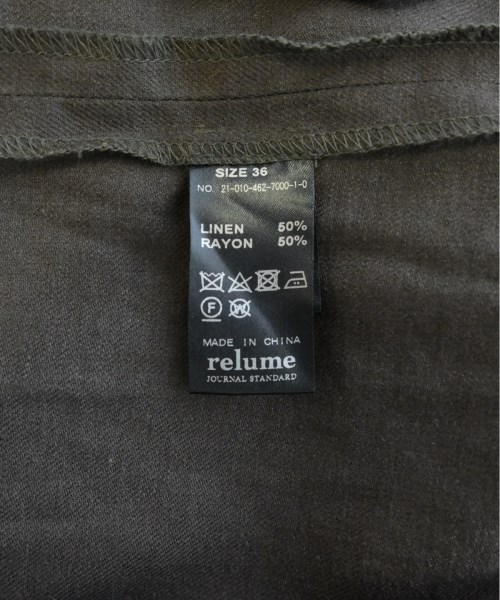 SIZE 36
NO. 21-010-462-7000-1-0
LINEN 50%
RAYON 50%
F W
MADE IN CHINA
relume
JOURNAL STANDARD